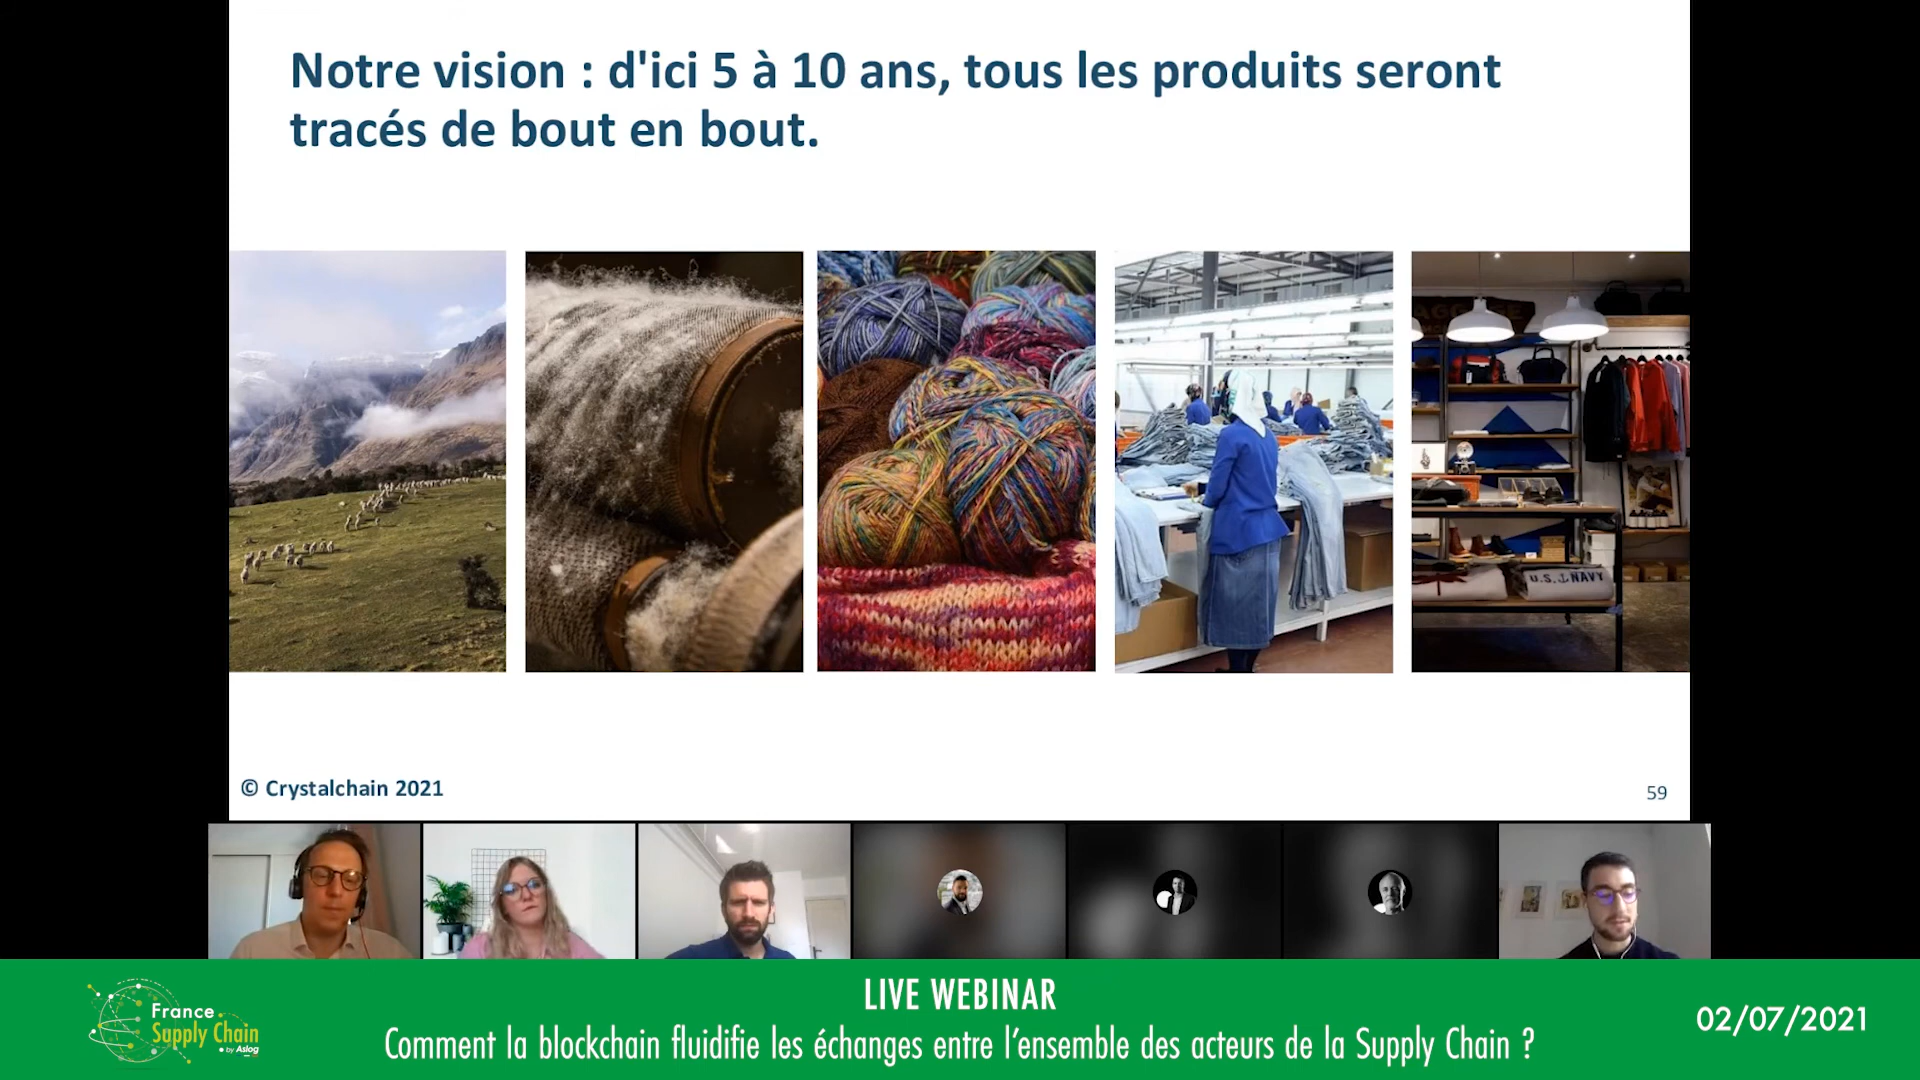 Notre vision : d'ici 5 à 10 ans, tous les produits seront
tracés de bout en bout.
U.S. NAVY
© Crystalchain 2021
59
LIVE WEBINAR
France
Supply Chain
by Aslog
Comment la blockchain fluidifie les échanges entre l’ensemble des acteurs de la Supply Chain ?
02/07/2021